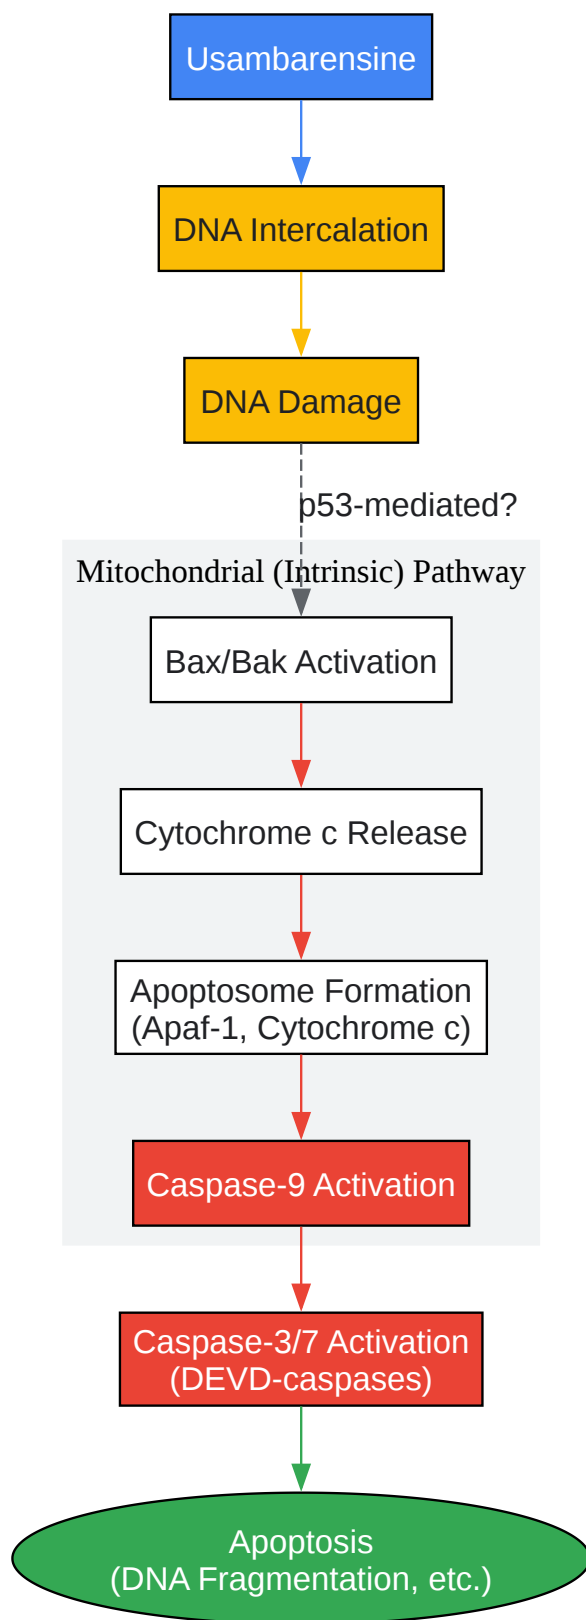 Usambarensine
DNA Intercalation
DNA Damage
p53-mediated?
Mitochondrial (Intrinsic) Pathway
Bax/Bak Activation
Cytochrome c Release
Apoptosome Formation
(Apaf-1, Cytochrome c)
Caspase-9 Activation
Caspase-3/7 Activation
(DEVD-caspases)
Apoptosis
(DNA Fragmentation, etc.)